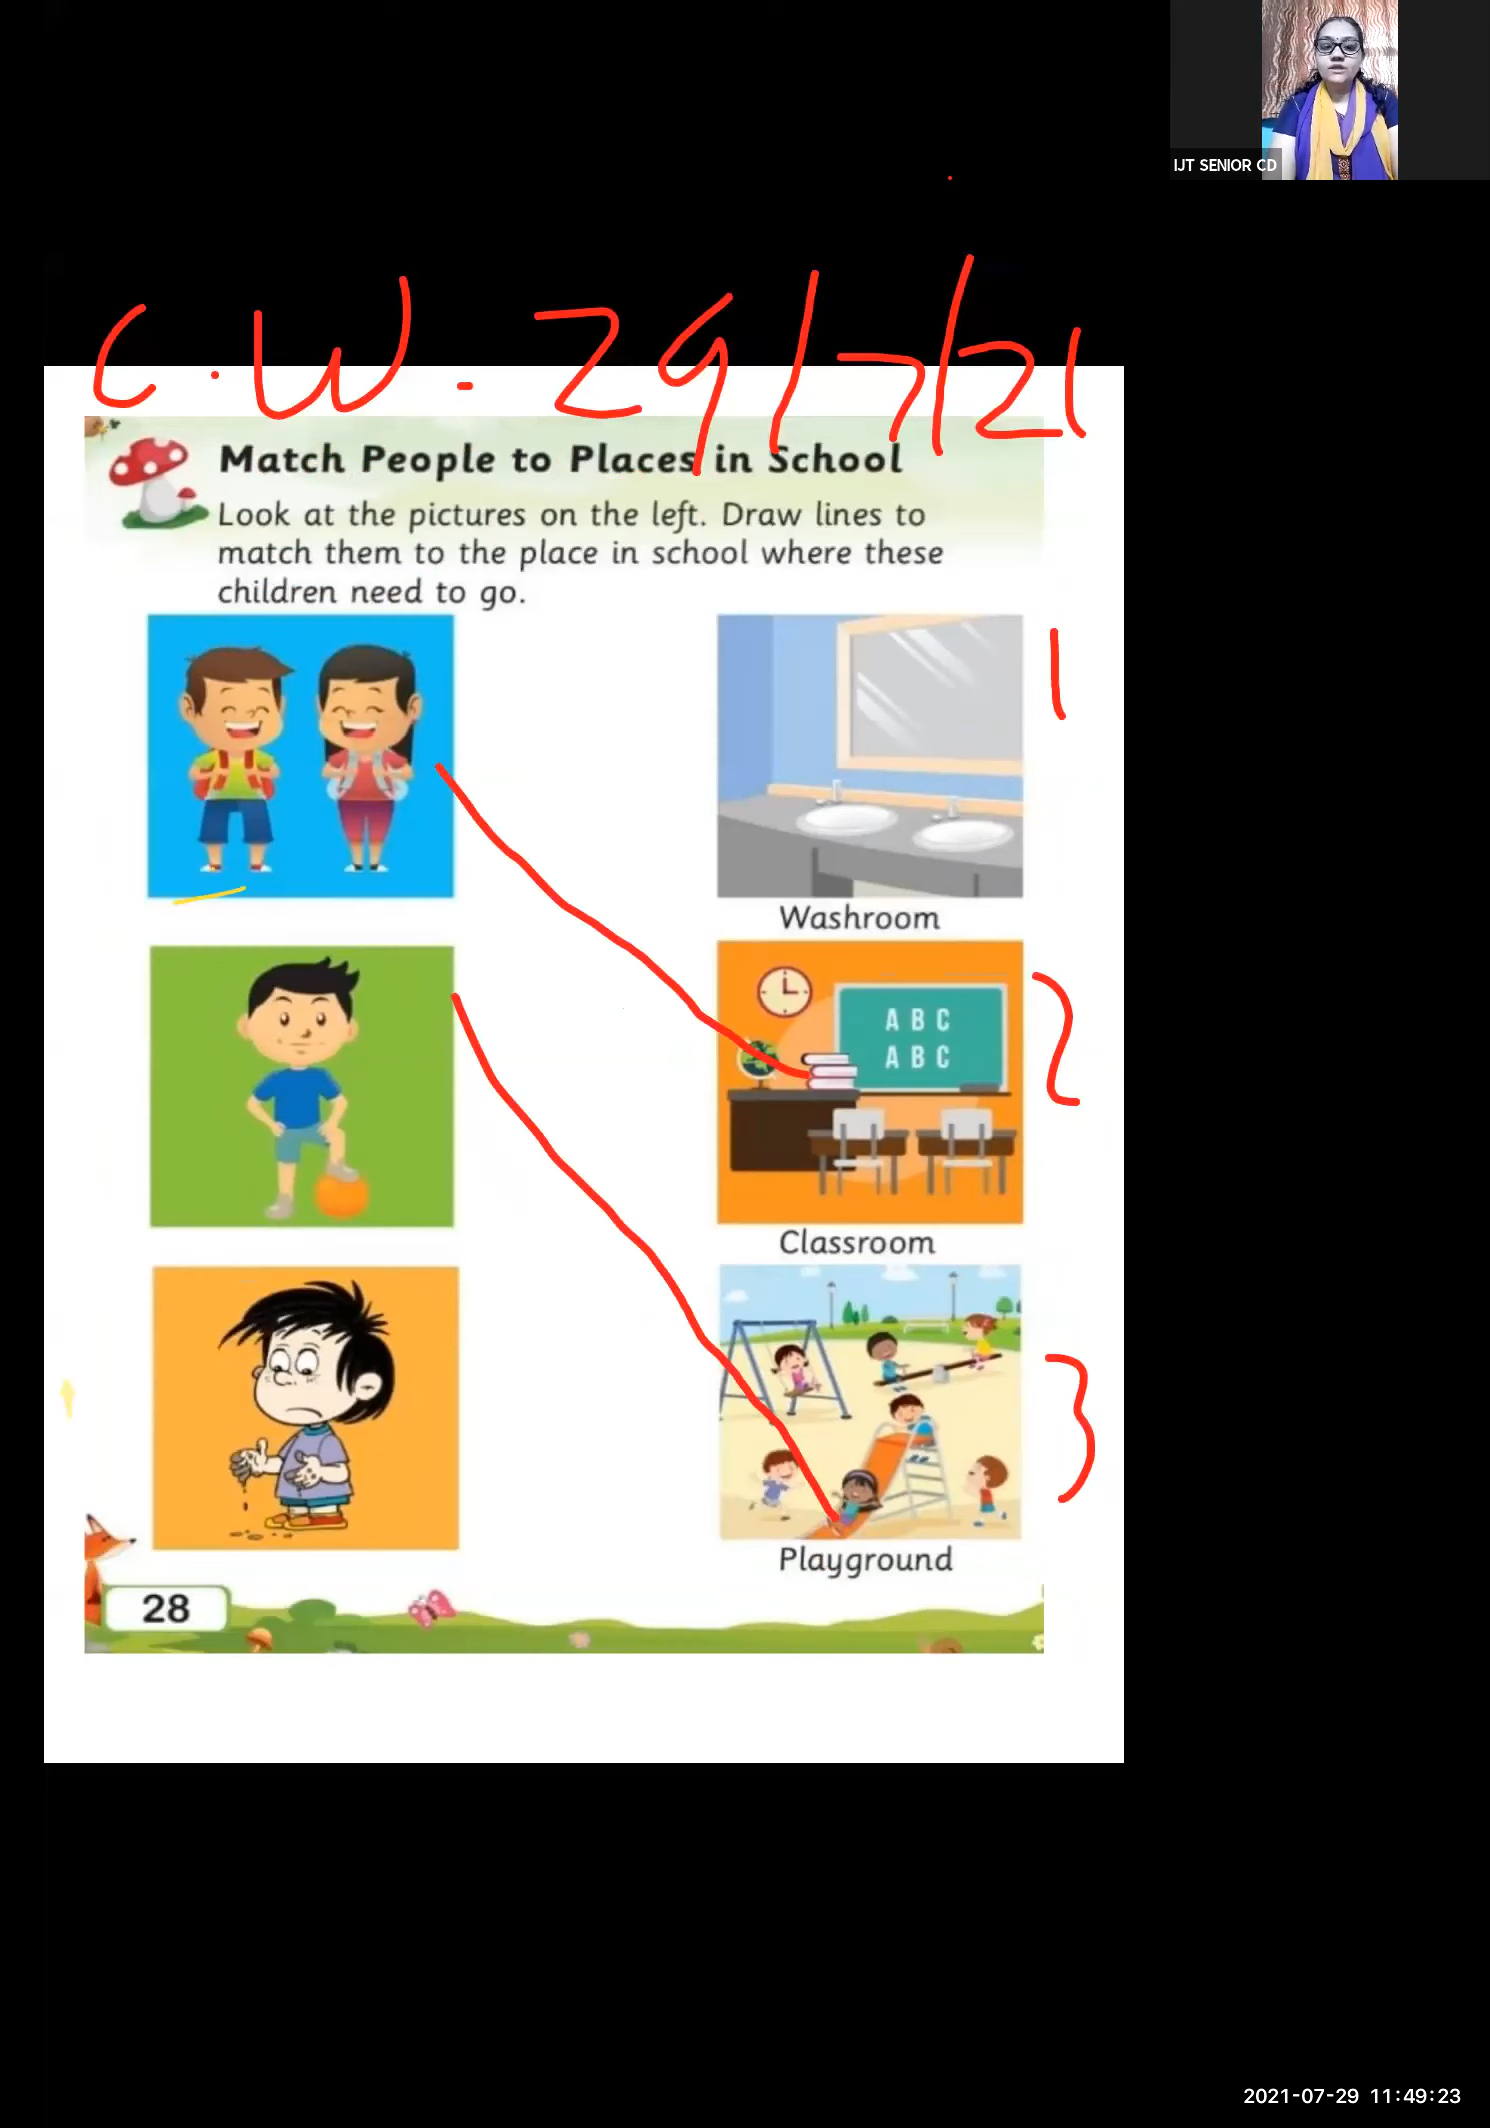 IJT SENIOR CD
C.W. 29/7/21
Match People to Places in School
Look at the pictures on the left. Draw lines to
match them to the place in school where these
children need to go.
1
Washroom
A B C
A B C
2
Classroom
3
Playground
28
2021-07-29 11:49:23